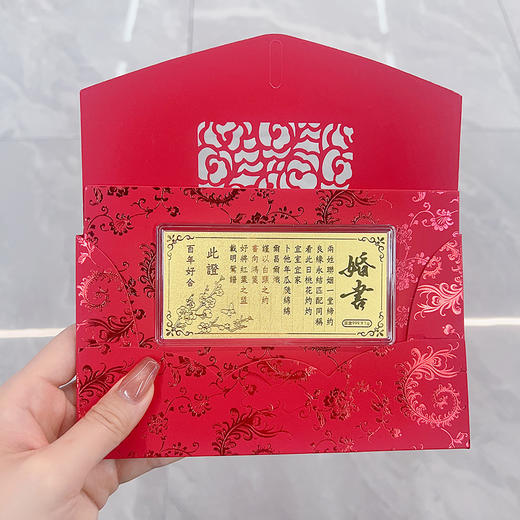 婚書
兩姓聯姻一堂締約
良緣永結匹配同稱
看此日桃花灼灼
宜室宜家
卜他年瓜瓞綿綿
爾昌爾熾
謹以白頭之約
書向鴻箋
好將紅葉之盟
載明鴛譜
此證
百年好合